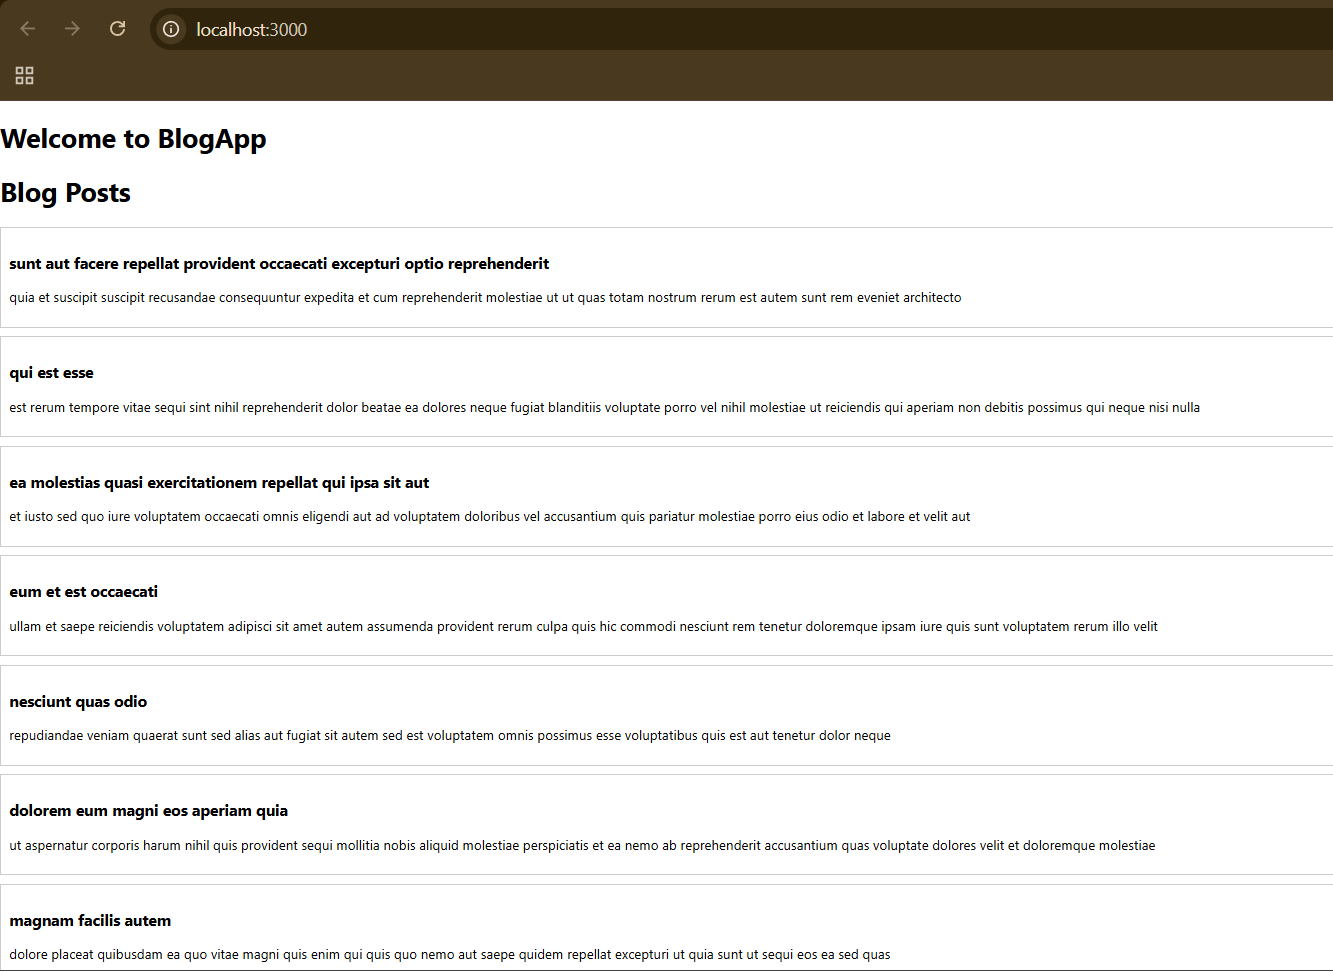 localhost:3000
Welcome to BlogApp
Blog Posts
sunt aut facere repellat provident occaecati excepturi optio reprehenderit
quia et suscipit suscipit recusandae consequuntur expedita et cum reprehenderit molestiae ut ut quas totam nostrum rerum est autem sunt rem eveniet architecto
qui est esse
est rerum tempore vitae sequi sint nihil reprehenderit dolor beatae ea dolores neque fugiat blanditiis voluptate porro vel nihil molestiae ut reiciendis qui aperiam non debitis possimus qui neque nisi nulla
ea molestias quasi exercitationem repellat qui ipsa sit aut
et iusto sed quo iure voluptatem occaecati omnis eligendi aut ad voluptatem doloribus vel accusantium quis pariatur molestiae porro eius odio et labore et velit aut
eum et est occaecati
ullam et saepe reiciendis voluptatem adipisci sit amet autem assumenda provident rerum culpa quis hic commodi nesciunt rem tenetur doloremque ipsam iure quis sunt voluptatem rerum illo velit
nesciunt quas odio
repudiandae veniam quaerat sunt sed alias aut fugiat sit autem sed est voluptatem omnis possimus esse voluptatibus quis est aut tenetur dolor neque
dolorem eum magni eos aperiam quia
ut aspernatur corporis harum nihil quis provident sequi mollitia nobis aliquid molestiae perspiciatis et ea nemo ab reprehenderit accusantium quas voluptate dolores velit et doloremque molestiae
magnam facilis autem
dolore placeat quibusdam ea quo vitae magni quis enim qui quis quo nemo aut saepe quidem repellat excepturi ut quia sunt ut sequi eos ea sed quas